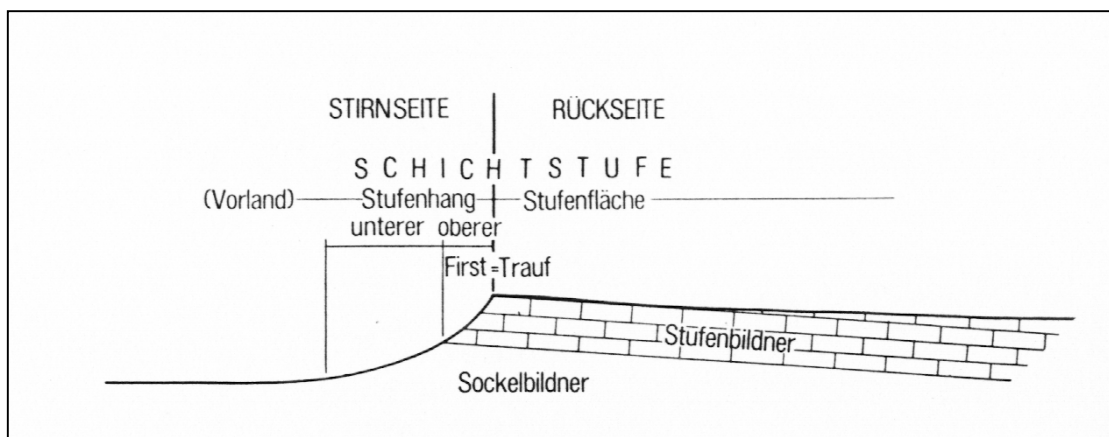 STIRNSEITE RÜCKSEITE
SCHICHTSTUFE
(Vorland) Stufenhang Stufenfläche
unterer oberer
First=Trauf
Stufenbildner
Sockelbildner